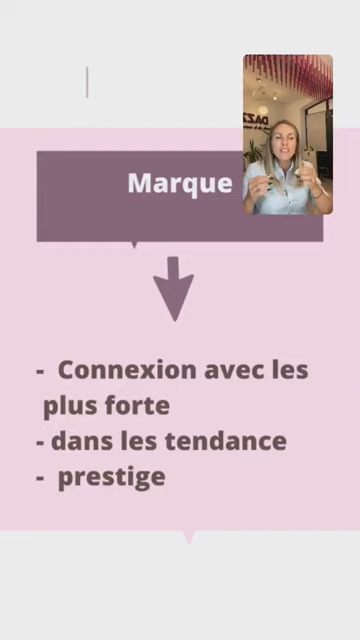 Marque
- Connexion avec les
plus forte
- dans les tendance
- prestige